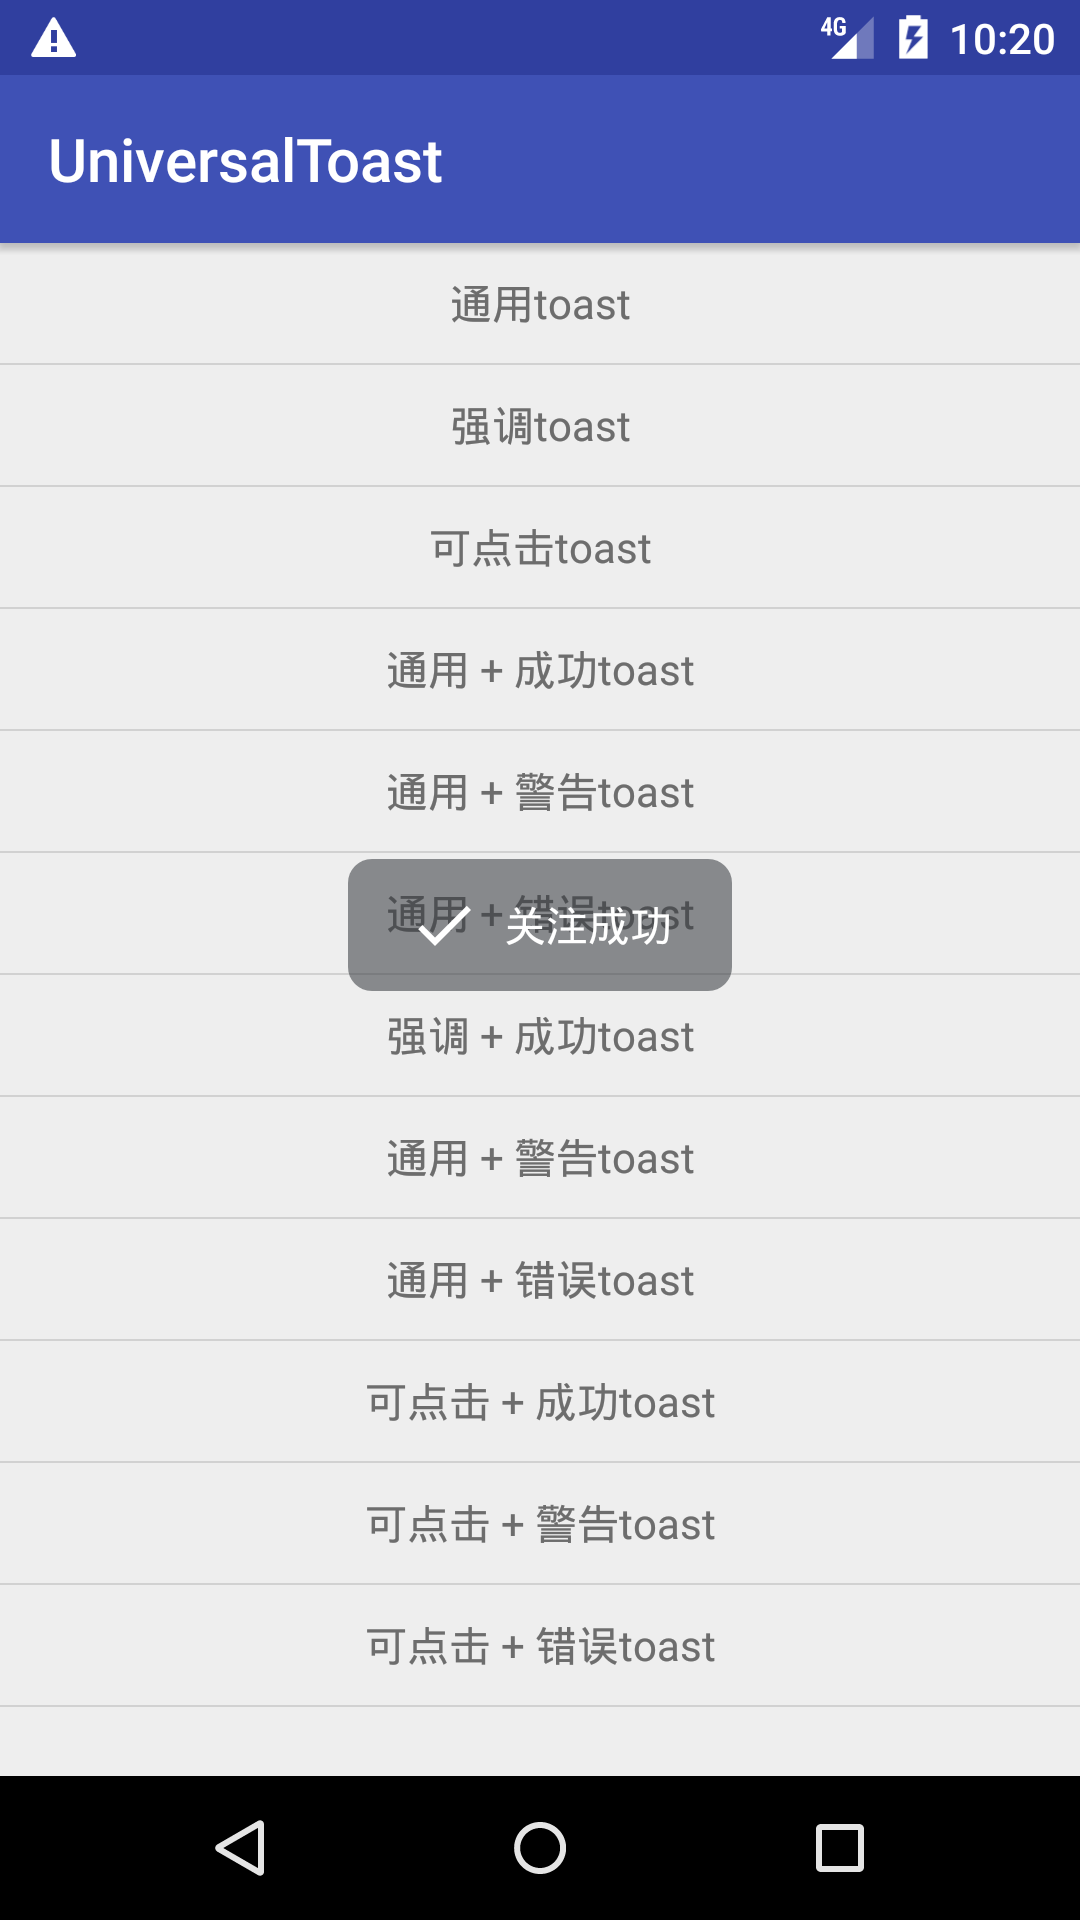 4G 10:20
UniversalToast
通用toast
强调toast
可点击toast
通用 + 成功toast
通用 + 警告toast
通用 + 错误toast
关注成功
强调 + 成功toast
通用 + 警告toast
通用 + 错误toast
可点击 + 成功toast
可点击 + 警告toast
可点击 + 错误toast